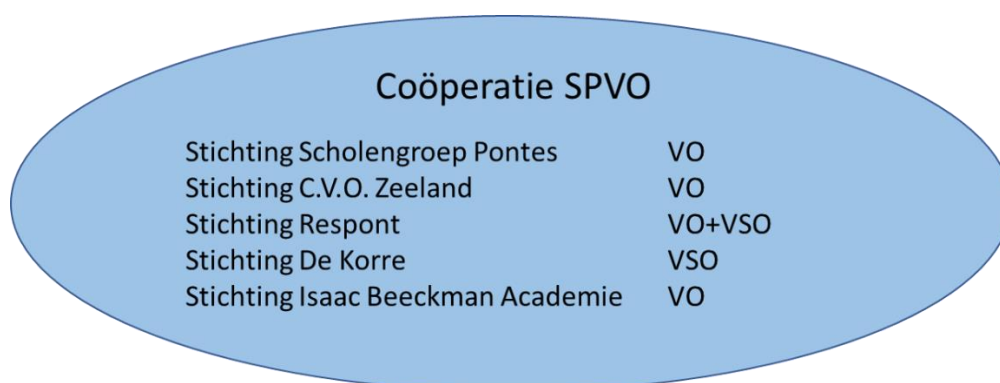 Coöperatie SPVO
Stichting Scholengroep Pontes VO
Stichting C.V.O. Zeeland VO
Stichting Respont VO+VSO
Stichting De Korre VSO
Stichting Isaac Beeckman Academie VO